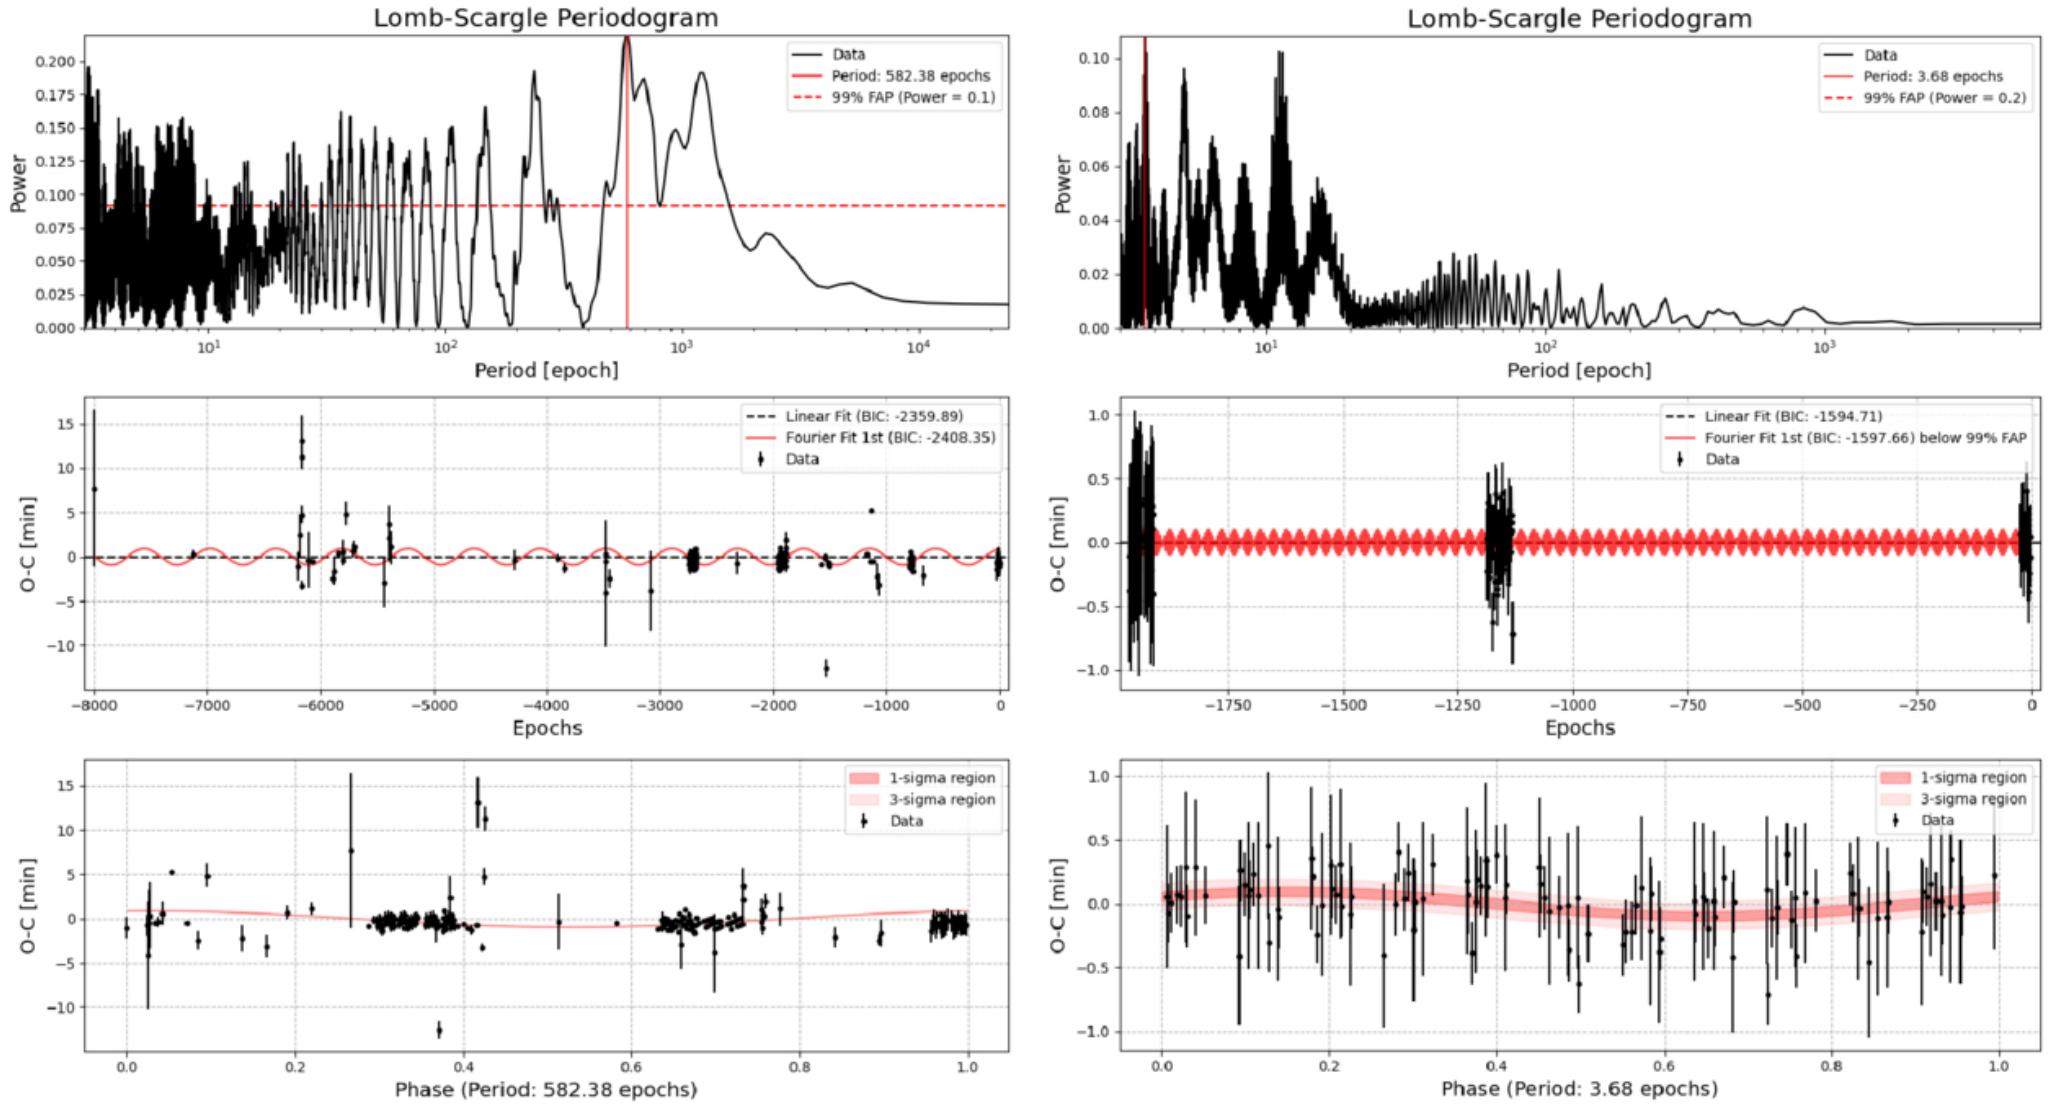 Lomb-Scargle Periodogram
Power
0.200
0.175
0.150
0.125
0.100
0.075
0.050
0.025
0.000
Data
Period: 582.38 epochs
99% FAP (Power = 0.1)
10¹ 10² 10³ 10⁴
Period [epoch]
Lomb-Scargle Periodogram
Power
0.10
0.08
0.06
0.04
0.02
0.00
Data
Period: 3.68 epochs
99% FAP (Power = 0.2)
10¹ 10² 10³
Period [epoch]
O-C [min]
15
10
5
0
−5
−10
Linear Fit (BIC: -2359.89)
Fourier Fit 1st (BIC: -2408.35)
Data
−8000 −7000 −6000 −5000 −4000 −3000 −2000 −1000 0
Epochs
O-C [min]
1.0
0.5
0.0
−0.5
−1.0
Linear Fit (BIC: -1594.71)
Fourier Fit 1st (BIC: -1597.66) below 99% FAP
Data
−1750 −1500 −1250 −1000 −750 −500 −250 0
Epochs
O-C [min]
15
10
5
0
−5
−10
1-sigma region
3-sigma region
Data
0.0 0.2 0.4 0.6 0.8 1.0
Phase (Period: 582.38 epochs)
O-C [min]
1.0
0.5
0.0
−0.5
−1.0
1-sigma region
3-sigma region
Data
0.0 0.2 0.4 0.6 0.8 1.0
Phase (Period: 3.68 epochs)